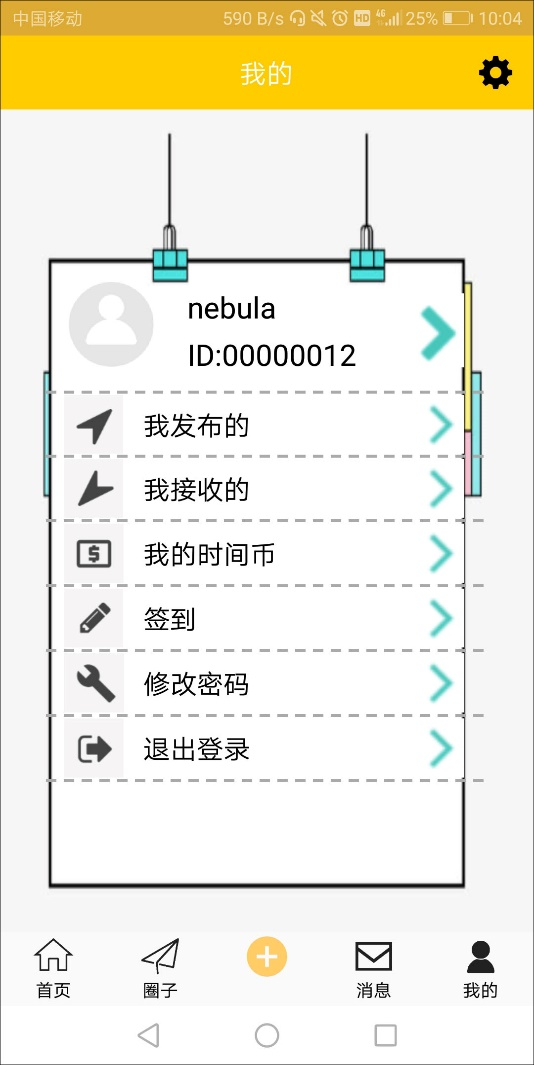 中国移动 590 B/s HD 4G 25% 10:04
我的
nebula
ID:00000012
我发布的
我接收的
我的时间币
签到
修改密码
退出登录
首页 圈子 消息 我的